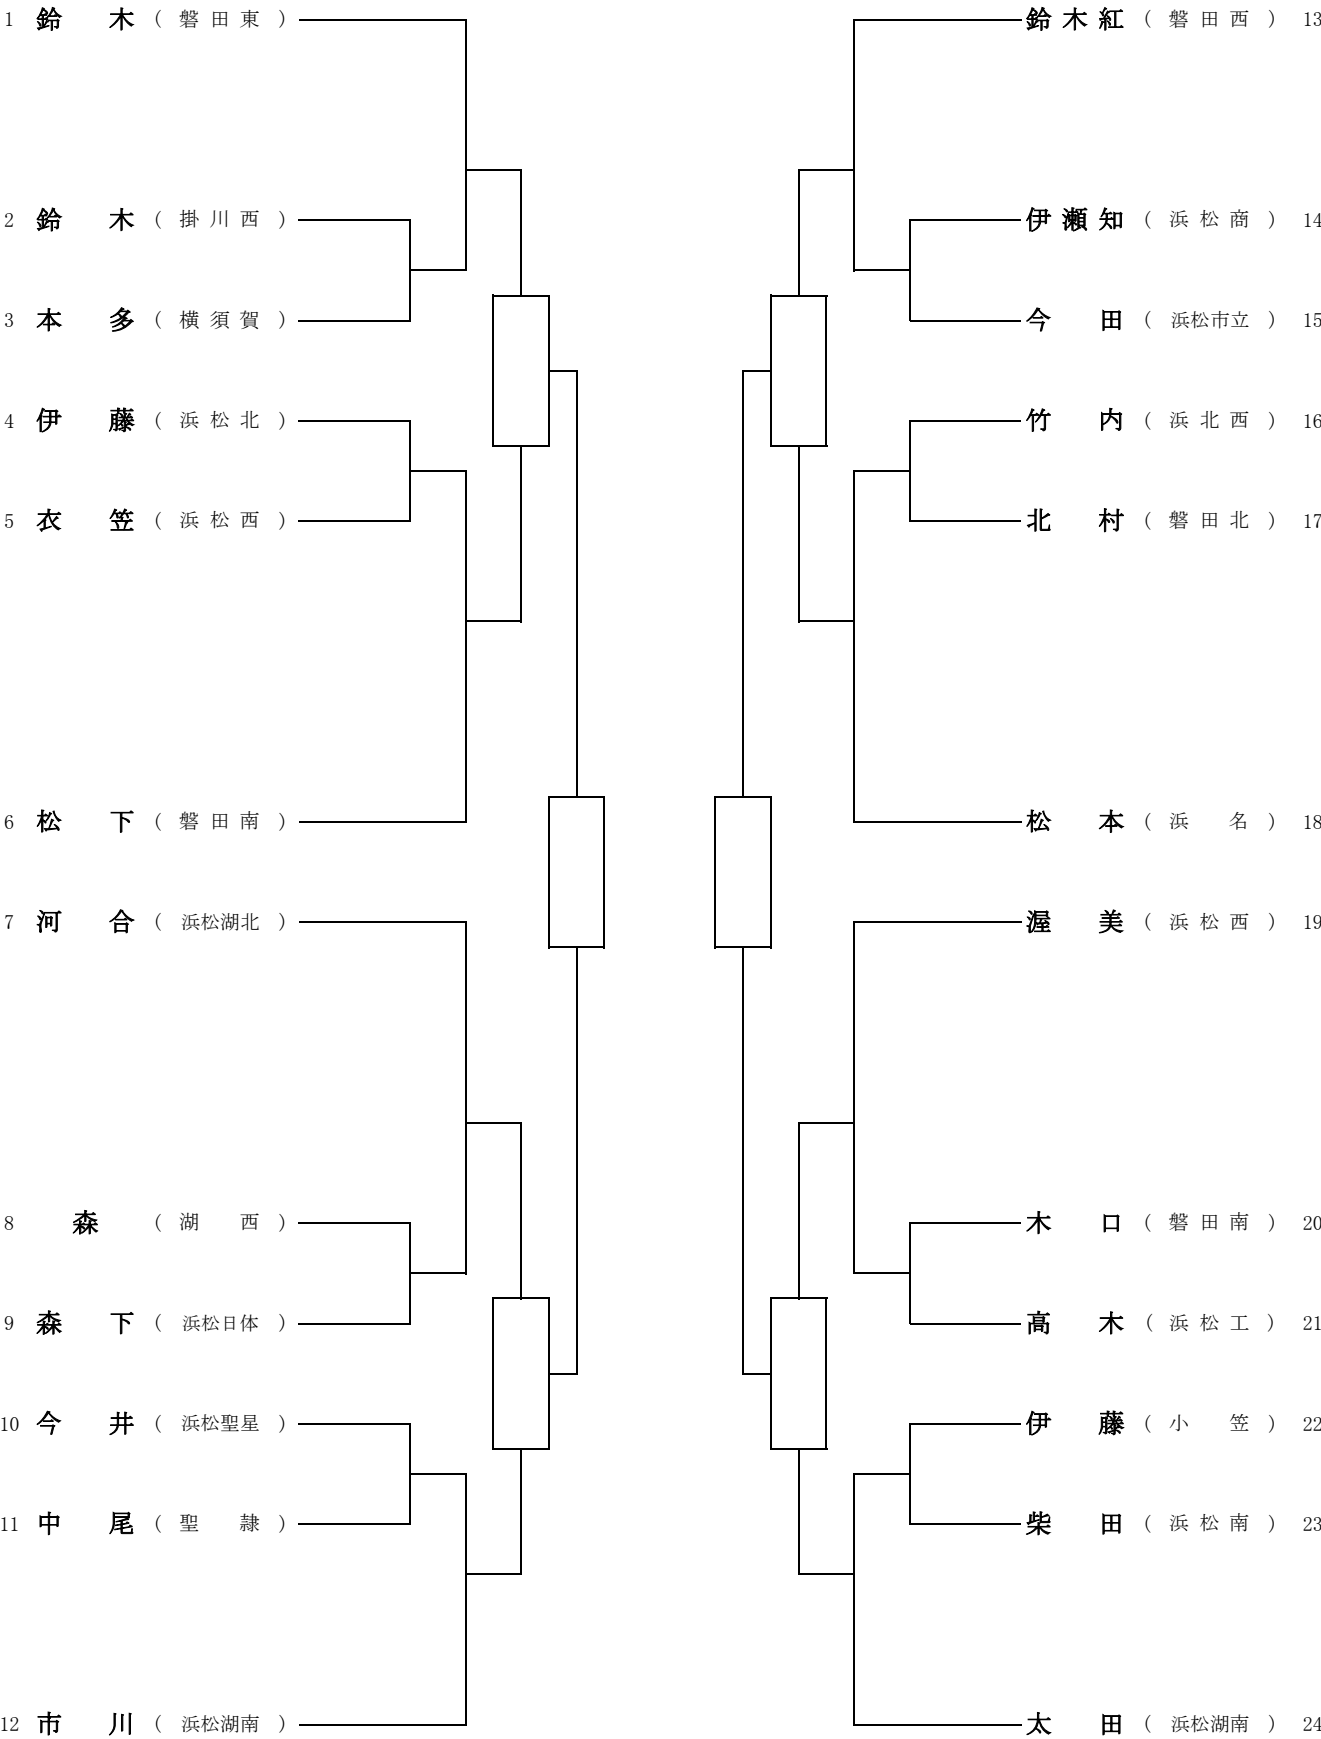 1 鈴木 ( 磐田東 )
2 鈴木 ( 掛川西 )
3 本多 ( 横須賀 )
4 伊藤 ( 浜松北 )
5 衣笠 ( 浜松西 )
6 松下 ( 磐田南 )
7 河合 ( 浜松湖北 )
8 森 ( 湖西 )
9 森下 ( 浜松日体 )
10 今井 ( 浜松聖星 )
11 中尾 ( 聖隷 )
12 市川 ( 浜松湖南 )
鈴木紅 ( 磐田西 ) 13
伊瀬知 ( 浜松商 ) 14
今田 ( 浜松市立 ) 15
竹内 ( 浜北西 ) 16
北村 ( 磐田北 ) 17
松本 ( 浜名 ) 18
渥美 ( 浜松西 ) 19
木口 ( 磐田南 ) 20
高木 ( 浜松工 ) 21
伊藤 ( 小笠 ) 22
柴田 ( 浜松南 ) 23
太田 ( 浜松湖南 ) 24